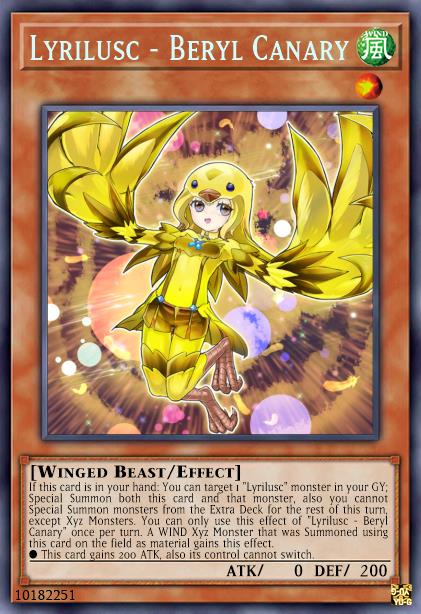 LYRILUSC - BERYL CANARY
WIND
風
[WINGED BEAST/EFFECT]
If this card is in your hand: You can target 1 "Lyrilusc" monster in your GY;
Special Summon both this card and that monster, also you cannot
Special Summon monsters from the Extra Deck for the rest of this turn,
except Xyz Monsters. You can only use this effect of "Lyrilusc - Beryl
Canary" once per turn. A WIND Xyz Monster that was Summoned using
this card on the field as material gains this effect.
● This card gains 200 ATK, also its control cannot switch.
ATK/ 0 DEF/ 200
10182251